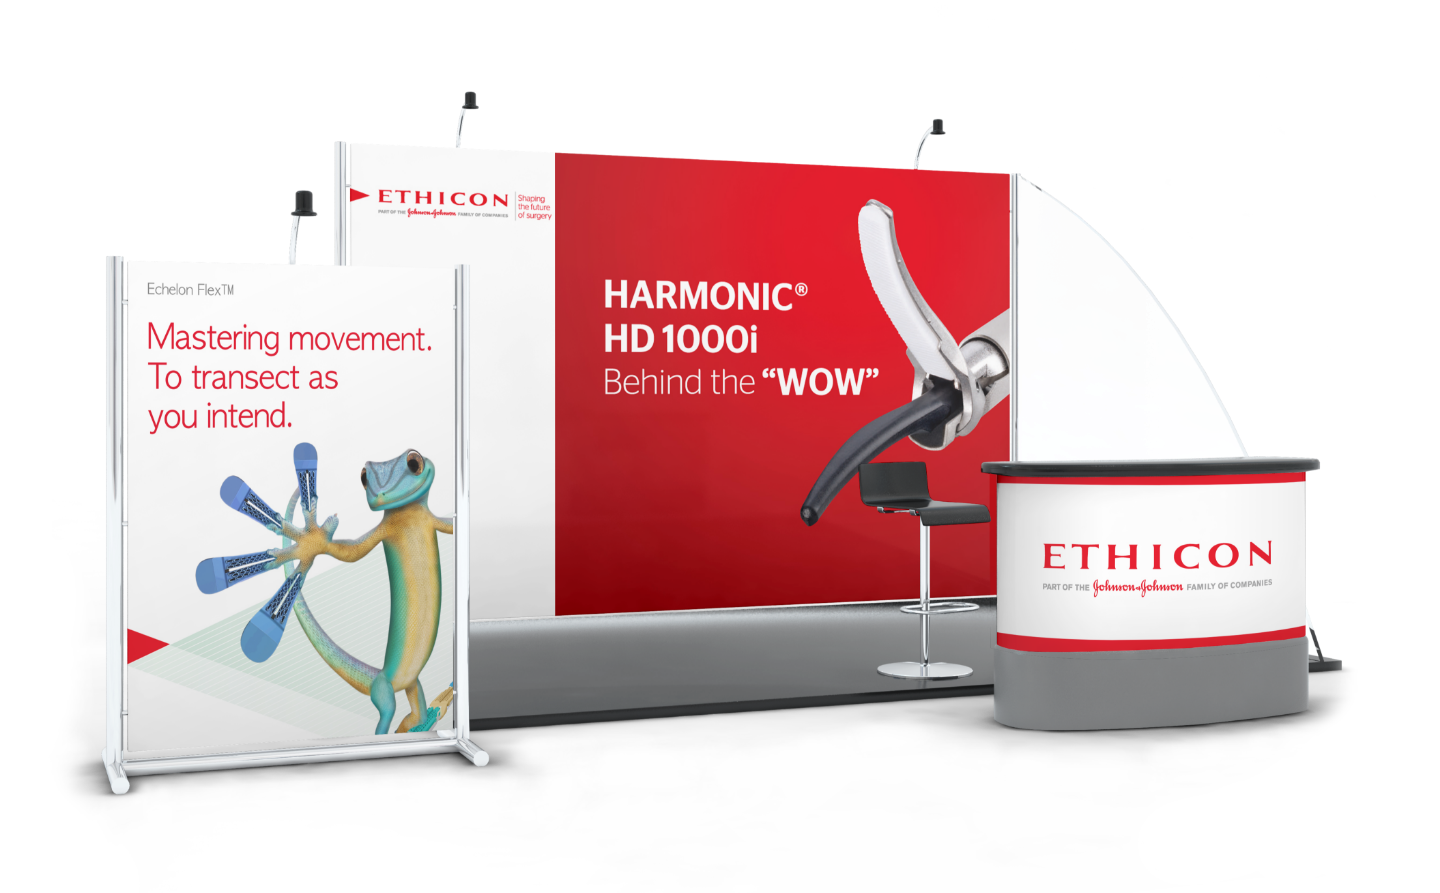 Echelon Flex™
Mastering movement.
To transect as
you intend.
ETHICON
PART OF THE Johnson & Johnson FAMILY OF COMPANIES
Shaping
the future
of surgery
HARMONIC®
HD 1000i
Behind the “WOW”
ETHICON
PART OF THE Johnson & Johnson FAMILY OF COMPANIES